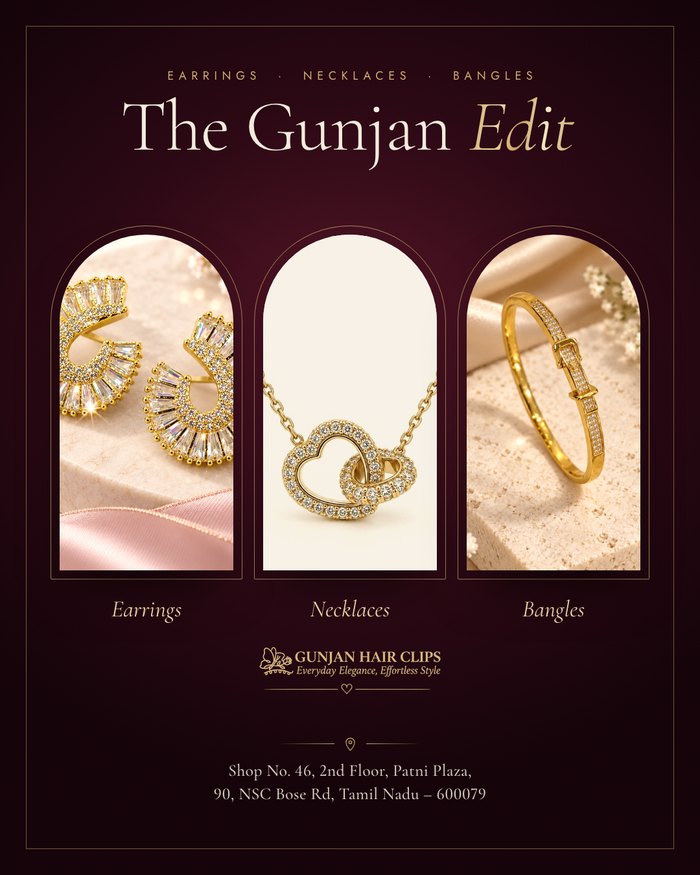 EARRINGS · NECKLACES · BANGLES
The Gunjan Edit
Earrings
Necklaces
Bangles
GUNJAN HAIR CLIPS
Everyday Elegance, Effortless Style
Shop No. 46, 2nd Floor, Patni Plaza,
90, NSC Bose Rd, Tamil Nadu – 600079